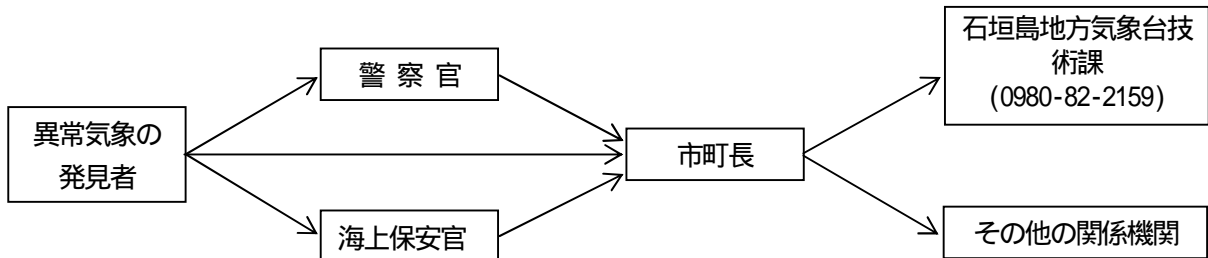 異常気象の
発見者
警 察 官
海上保安官
市町長
石垣島地方気象台技
術課
(0980-82-2159)
その他の関係機関